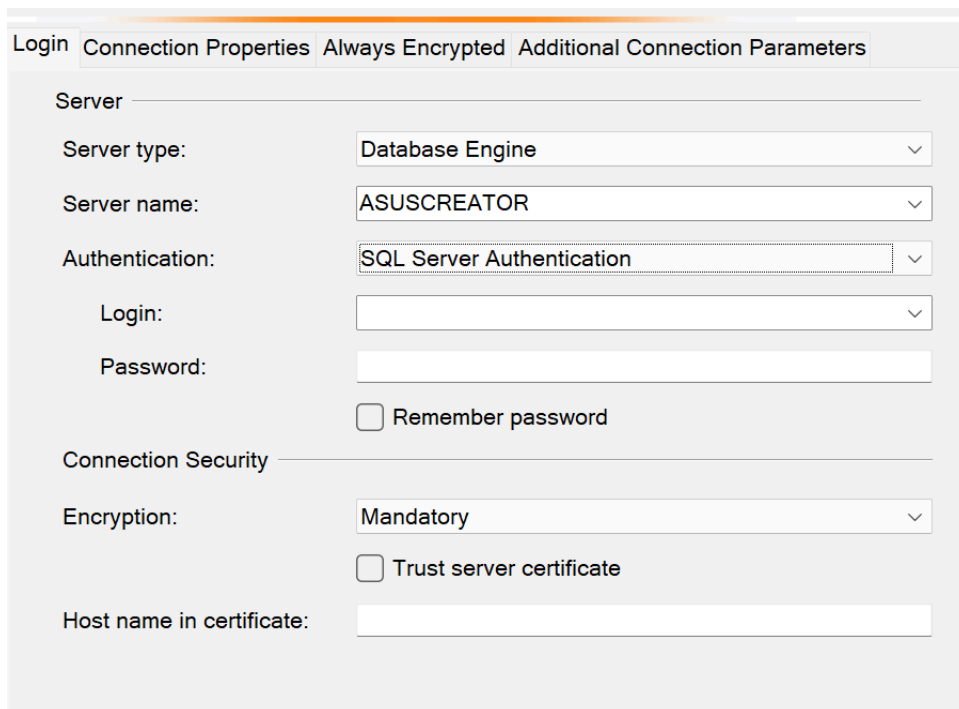 Login Connection Properties Always Encrypted Additional Connection Parameters
Server
Server type: Database Engine
Server name: ASUSCREATOR
Authentication: SQL Server Authentication
Login:
Password:
Remember password
Connection Security
Encryption: Mandatory
Trust server certificate
Host name in certificate: